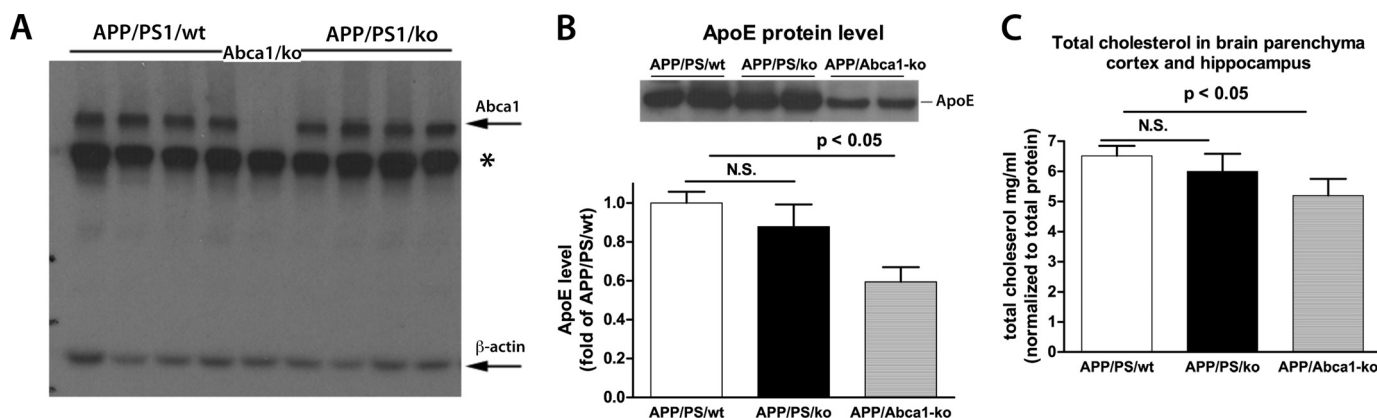 A
APP/PS1/wt
Abca1/ko
APP/PS1/ko
Abca1
*
β-actin
B
ApoE protein level
APP/PS/wt APP/PS/ko APP/Abca1-ko
ApoE
p < 0.05
N.S.
1.0
0.8
0.6
0.4
0.2
0.0
ApoE level
(fold of APP/PS/wt)
APP/PS/wt APP/PS/ko APP/Abca1-ko
C
Total cholesterol in brain parenchyma
cortex and hippocampus
p < 0.05
N.S.
7
6
5
4
3
2
1
0
total choleserol mg/ml
(normalized to total protein)
APP/PS/wt APP/PS/ko APP/Abca1-ko